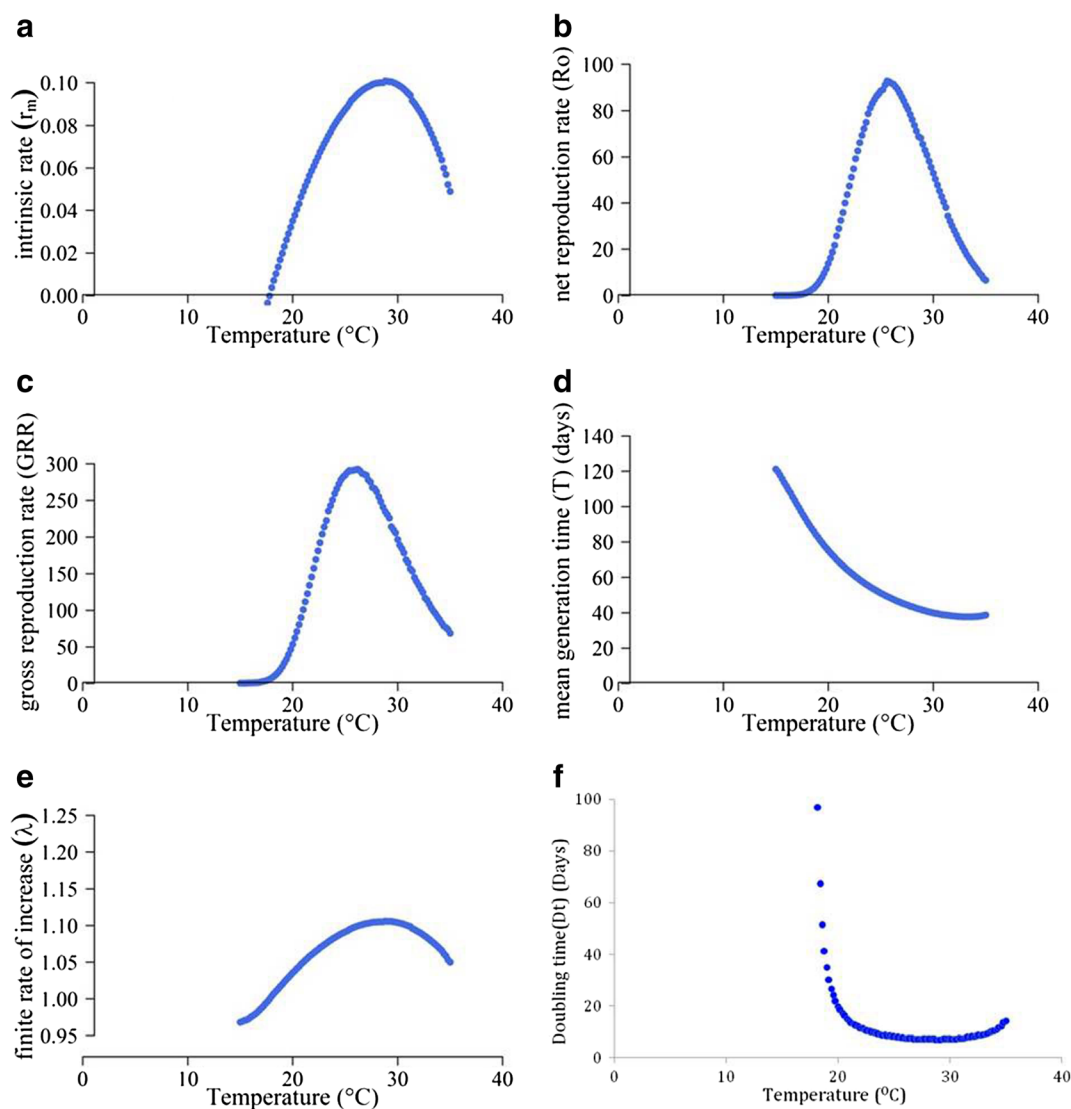 a
intrinsic rate (rm)
0.10
0.08
0.06
0.04
0.02
0.00
0 10 20 30 40
Temperature (°C)
b
net reproduction rate (Ro)
100
80
60
40
20
0
0 10 20 30 40
Temperature (°C)
c
gross reproduction rate (GRR)
300
250
200
150
100
50
0
0 10 20 30 40
Temperature (°C)
d
mean generation time (T) (days)
140
120
100
80
60
40
20
0
0 10 20 30 40
Temperature (°C)
e
finite rate of increase (λ)
1.25
1.20
1.15
1.10
1.05
1.00
0.95
0 10 20 30 40
Temperature (°C)
f
Doubling time(Dt) (Days)
100
80
60
40
20
0
0 10 20 30 40
Temperature (⁰C)